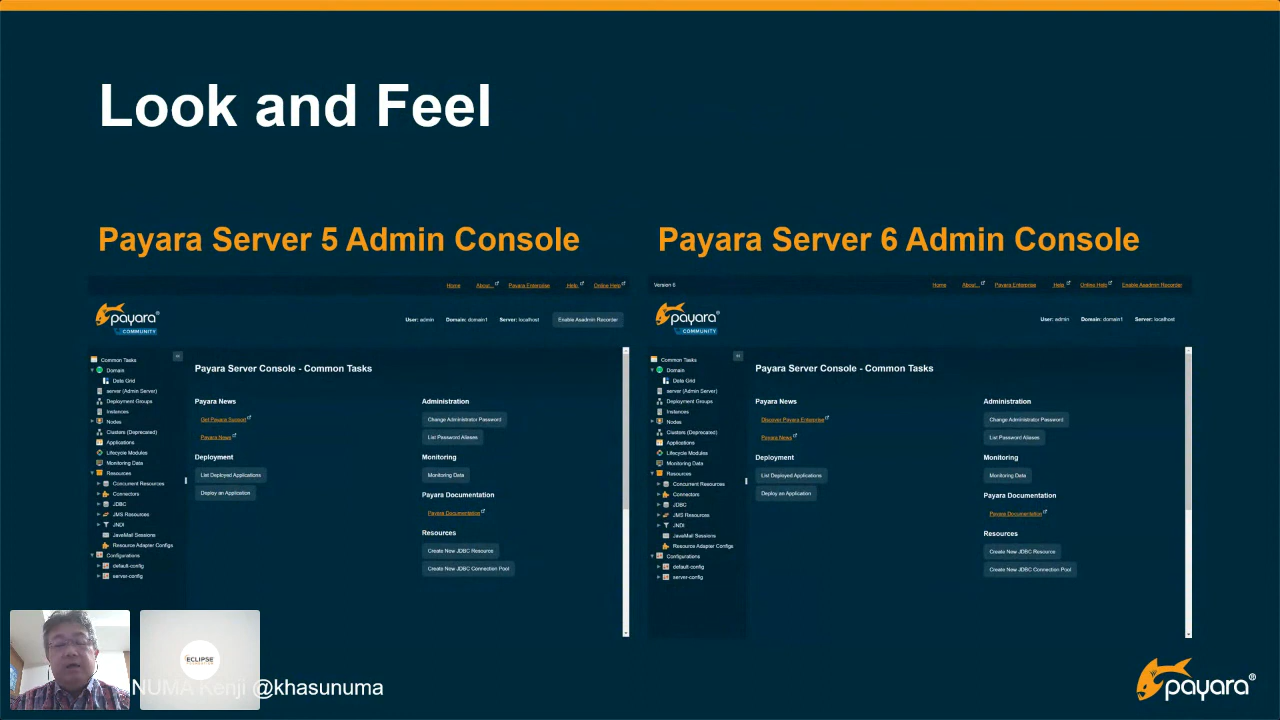 Look and Feel
Payara Server 5 Admin Console
Home About... Payara Enterprise Help Online Help
payara®
COMMUNITY
User: admin Domain: domain1 Server: localhost Enable Asadmin Recorder
Common Tasks
Domain
Data Grid
server (Admin Server)
Deployment Groups
Instances
Nodes
Clusters (Deprecated)
Applications
Lifecycle Modules
Monitoring Data
Resources
Concurrent Resources
Connectors
JDBC
JMS Resources
JNDI
JavaMail Sessions
Resource Adapter Configs
Configurations
default-config
server-config
Payara Server Console - Common Tasks
Payara News
Get Payara Support
Payara News
Deployment
List Deployed Applications
Deploy an Application
Administration
Change Administrator Password
List Password Aliases
Monitoring
Monitoring Data
Payara Documentation
Payara Documentation
Resources
Create New JDBC Resource
Create New JDBC Connection Pool
Payara Server 6 Admin Console
Version 6 Home About... Payara Enterprise Help Online Help Enable Asadmin Recorder
payara®
COMMUNITY
User: admin Domain: domain1 Server: localhost
Common Tasks
Domain
Data Grid
server (Admin Server)
Deployment Groups
Instances
Nodes
Clusters (Deprecated)
Applications
Lifecycle Modules
Monitoring Data
Resources
Concurrent Resources
Connectors
JDBC
JMS Resources
JNDI
JavaMail Sessions
Resource Adapter Configs
Configurations
default-config
server-config
Payara Server Console - Common Tasks
Payara News
Discover Payara Enterprise
Payara News
Deployment
List Deployed Applications
Deploy an Application
Administration
Change Administrator Password
List Password Aliases
Monitoring
Monitoring Data
Payara Documentation
Payara Documentation
Resources
Create New JDBC Resource
Create New JDBC Connection Pool
ECLIPSE
FOUNDATION
NUMA Kenji @khasunuma
payara®